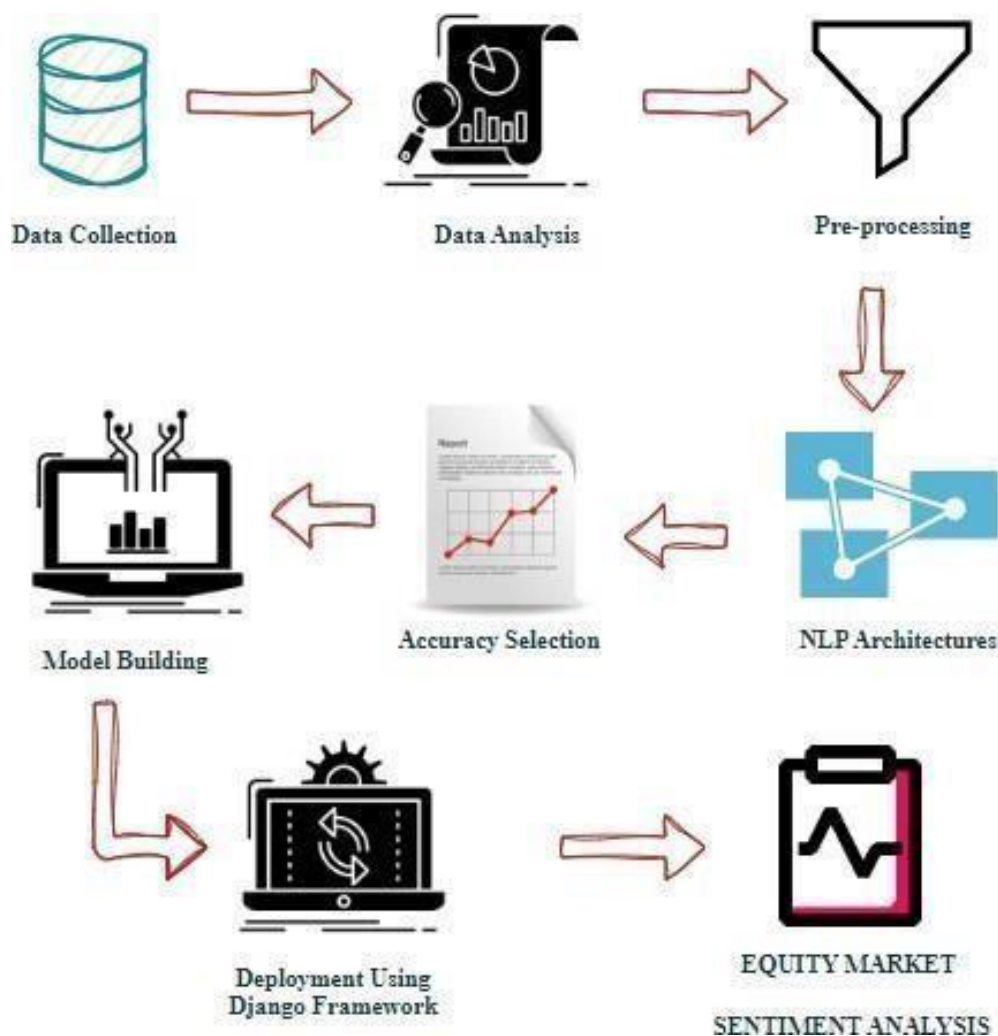 Data Collection
Data Analysis
Pre-processing
Report
Model Building
Accuracy Selection
NLP Architectures
Deployment Using
Django Framework
EQUITY MARKET
SENTIMENT ANALYSIS